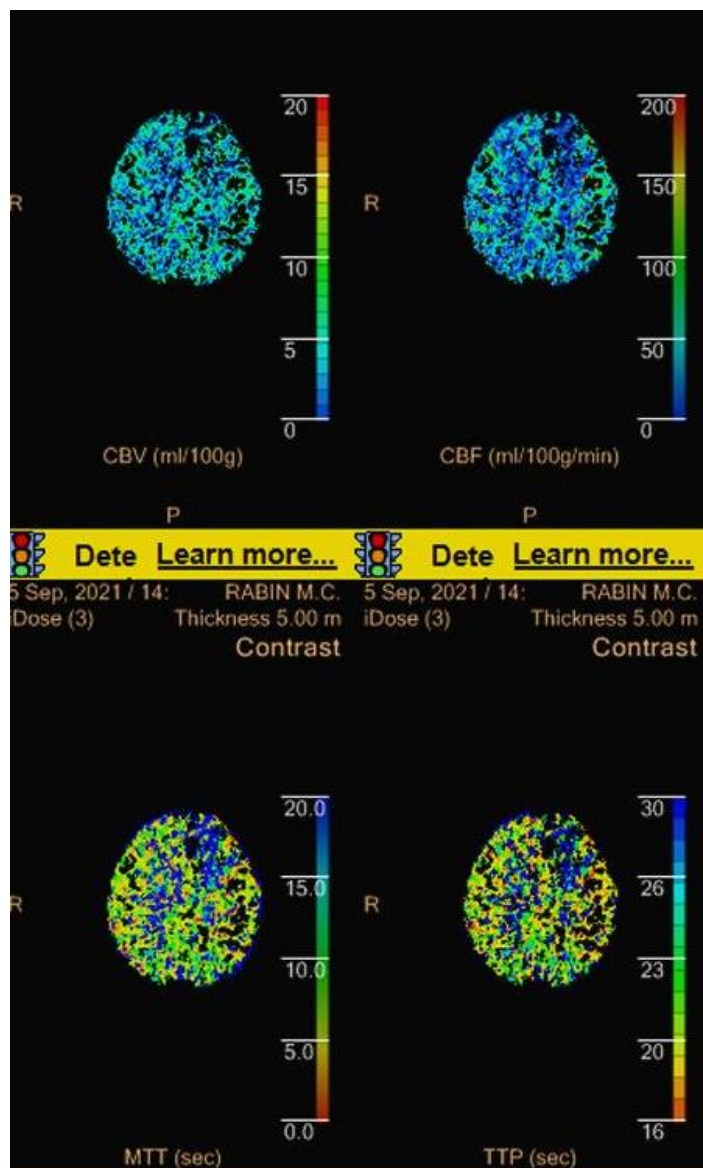 20
15
10
5
0
R
CBV (ml/100g)
P
200
150
100
50
0
R
CBF (ml/100g/min)
P
Dete Learn more...
Dete Learn more...
5 Sep, 2021 / 14: RABIN M.C.
iDose (3) Thickness 5.00 m
Contrast
5 Sep, 2021 / 14: RABIN M.C.
iDose (3) Thickness 5.00 m
Contrast
20.0
15.0
10.0
5.0
0.0
R
MTT (sec)
30
26
23
20
16
R
TTP (sec)